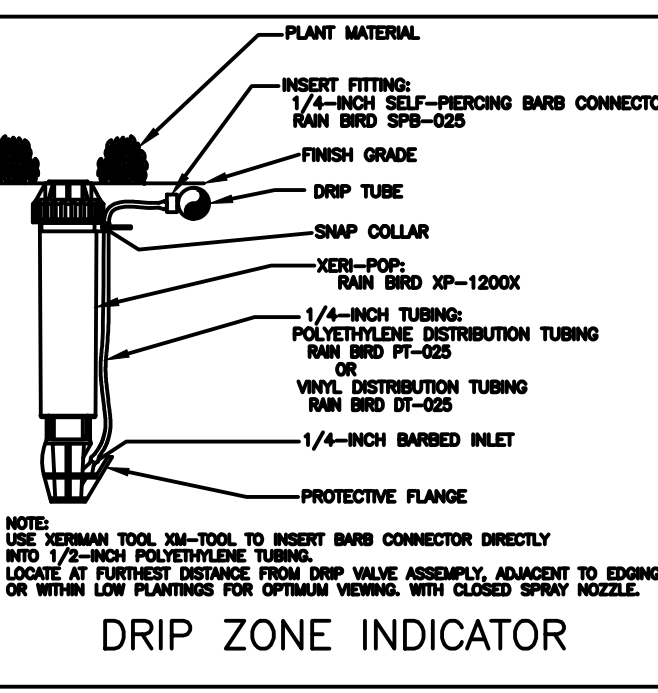 PLANT MATERIAL
INSERT FITTING:
1/4-INCH SELF-PIERCING BARB CONNECTO
RAIN BIRD SPB-025
FINISH GRADE
DRIP TUBE
SNAP COLLAR
XERI-POP:
RAIN BIRD XP-1200X
1/4-INCH TUBING:
POLYETHYLENE DISTRIBUTION TUBING
RAIN BIRD PT-025
OR
VINYL DISTRIBUTION TUBING
RAIN BIRD DT-025
1/4-INCH BARBED INLET
PROTECTIVE FLANGE
NOTE:
USE XERIMAN TOOL XM-TOOL TO INSERT BARB CONNECTOR DIRECTLY
INTO 1/2-INCH POLYETHYLENE TUBING.
LOCATE AT FURTHEST DISTANCE FROM DRIP VALVE ASSEMPLY, ADJACENT TO EDGING
OR WITHIN LOW PLANTINGS FOR OPTIMUM VIEWING. WITH CLOSED SPRAY NOZZLE.
DRIP ZONE INDICATOR